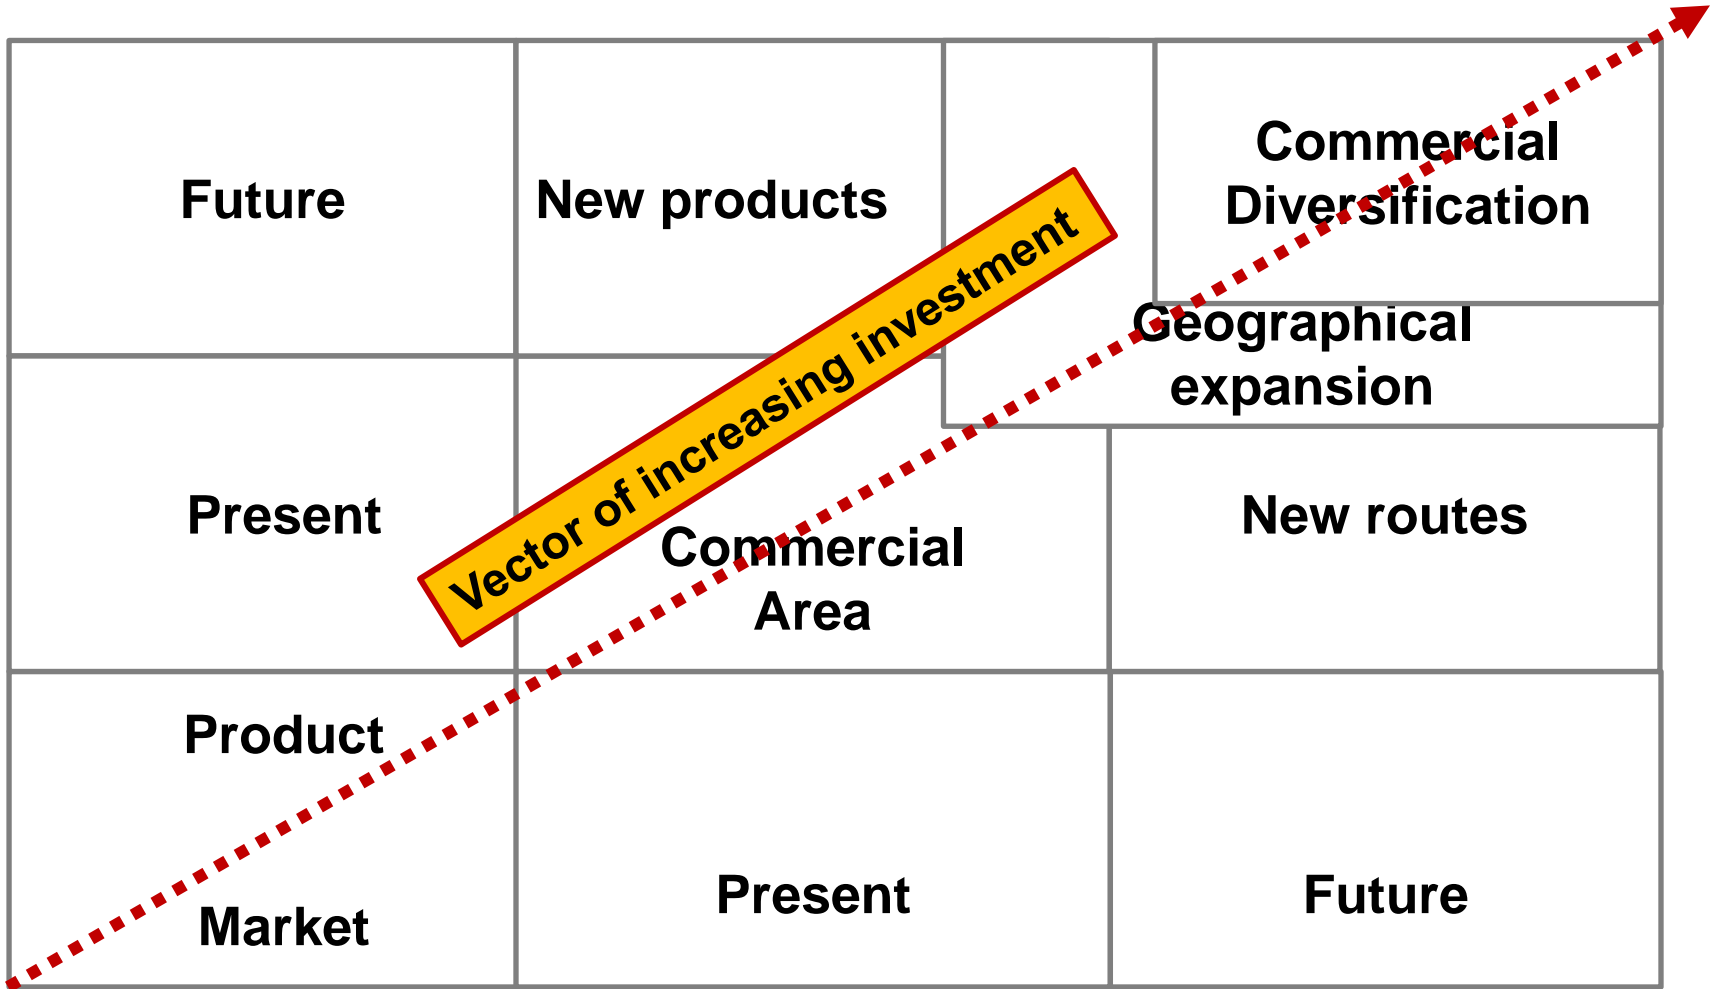 Future
New products
Commercial
Diversification
Geographical
expansion
Vector of increasing investment
Present
Commercial
Area
New routes
Product
Market
Present
Future